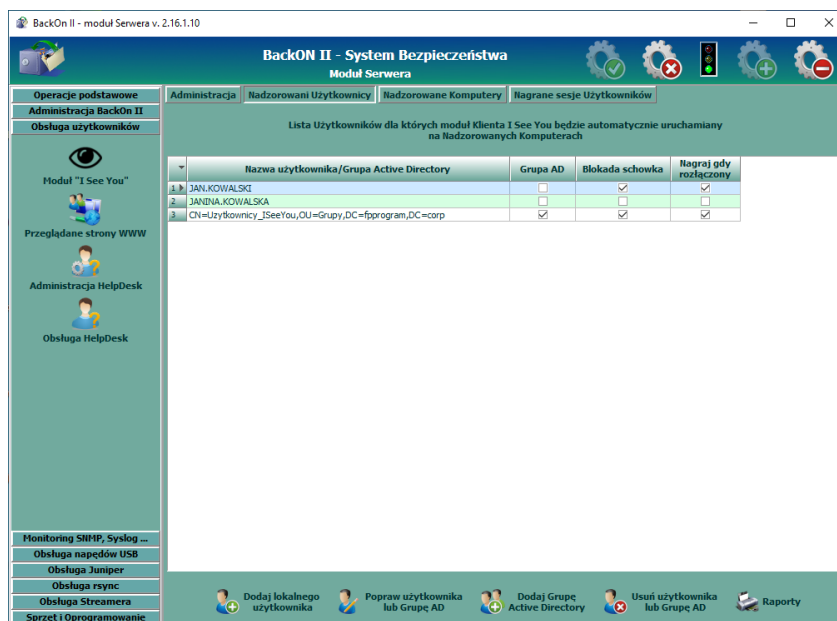 BackOn II - moduł Serwera v. 2.16.1.10
BackON II - System Bezpieczeństwa
Moduł Serwera
Operacje podstawowe
Administracja BackOn II
Obsługa użytkowników
Moduł "I See You"
Przeglądane strony WWW
Administracja HelpDesk
Obsługa HelpDesk
Monitoring SNMP, Syslog ...
Obsługa napędów USB
Obsługa Juniper
Obsługa rsync
Obsługa Streamera
Sprzęt i Oprogramowanie
Administracja Nadzorowani Użytkownicy Nadzorowane Komputery Nagrane sesje Użytkowników
Lista Użytkowników dla których moduł Klienta I See You będzie automatycznie uruchamiany
na Nadzorowanych Komputerach
Nazwa użytkownika/Grupa Active Directory Grupa AD Blokada schowka Nagraj gdy
rozłączony
1 JAN.KOWALSKI
2 JANINA.KOWALSKA
3 CN=Uzytkownicy_ISeeYou,OU=Grupy,DC=fpprogram,DC=corp
Dodaj lokalnego
użytkownika
Popraw użytkownika
lub Grupę AD
Dodaj Grupę
Active Directory
Usuń użytkownika
lub Grupę AD
Raporty